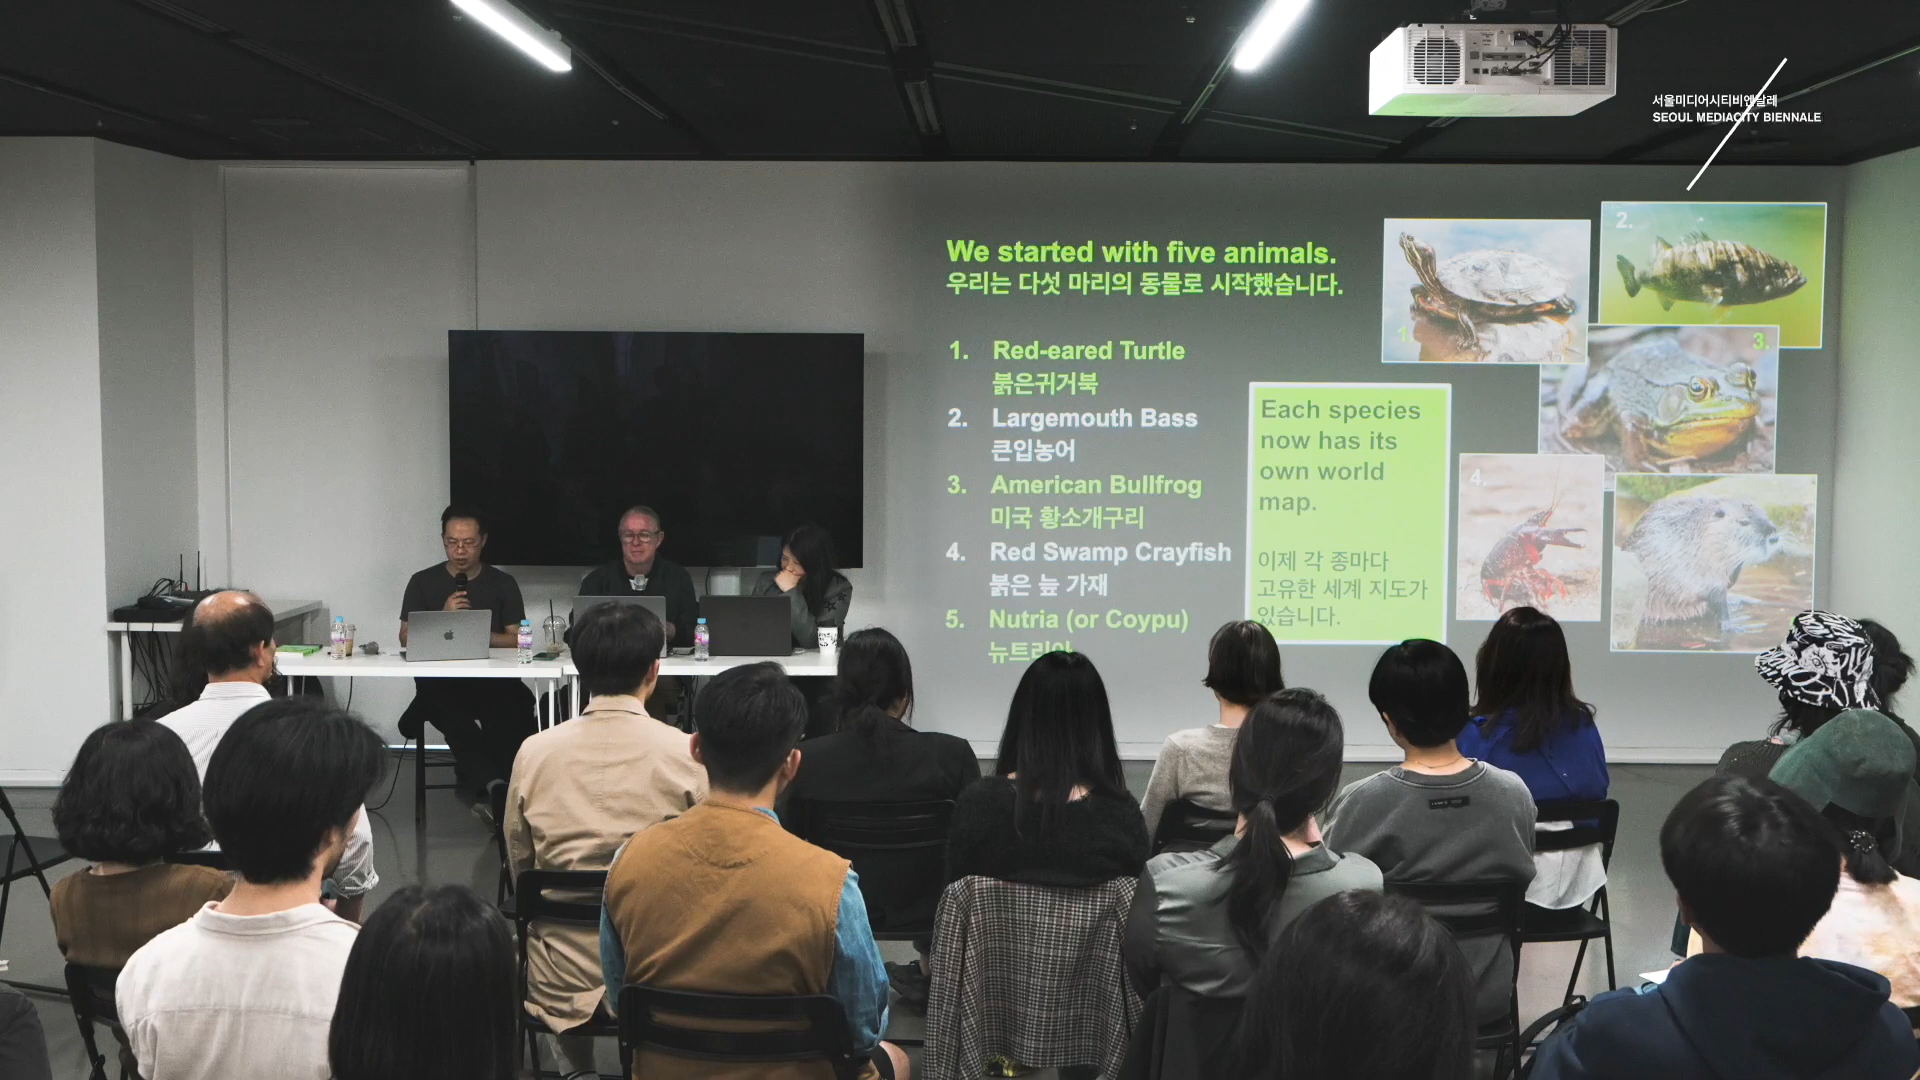 서울미디어시티비엔날레
SEOUL MEDIACITY BIENNALE
We started with five animals.
우리는 다섯 마리의 동물로 시작했습니다.
1. Red-eared Turtle
붉은귀거북
2. Largemouth Bass
큰입농어
3. American Bullfrog
미국 황소개구리
4. Red Swamp Crayfish
붉은 늪 가재
5. Nutria (or Coypu)
뉴트리아
Each species
now has its
own world
map.
이제 각 종마다
고유한 세계 지도가
있습니다.
1.
2.
3.
4.